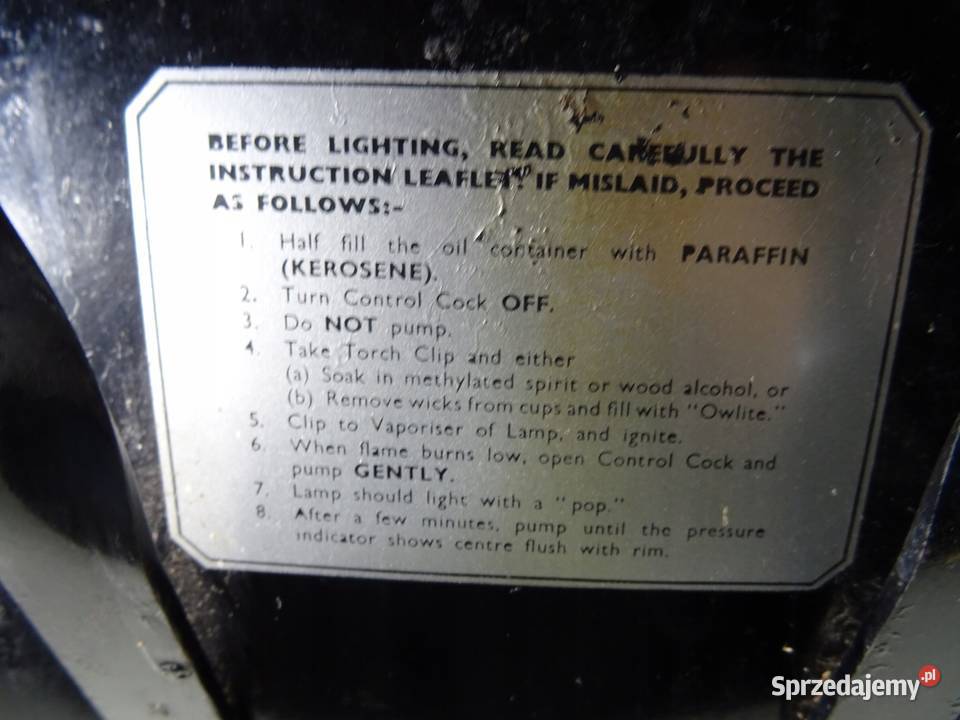 BEFORE LIGHTING, READ CAREFULLY THE
INSTRUCTION LEAFLET. IF MISLAID, PROCEED
AS FOLLOWS:-
1. Half fill the oil container with PARAFFIN
(KEROSENE).
2. Turn Control Cock OFF.
3. Do NOT pump.
4. Take Torch Clip and either
(a) Soak in methylated spirit or wood alcohol, or
(b) Remove wicks from cups and fill with "Owlite."
5. Clip to Vaporiser of Lamp, and ignite.
6. When flame burns low, open Control Cock and
pump GENTLY.
7. Lamp should light with a "pop."
8. After a few minutes, pump until the pressure
indicator shows centre flush with rim.
Sprzedajemy.pl